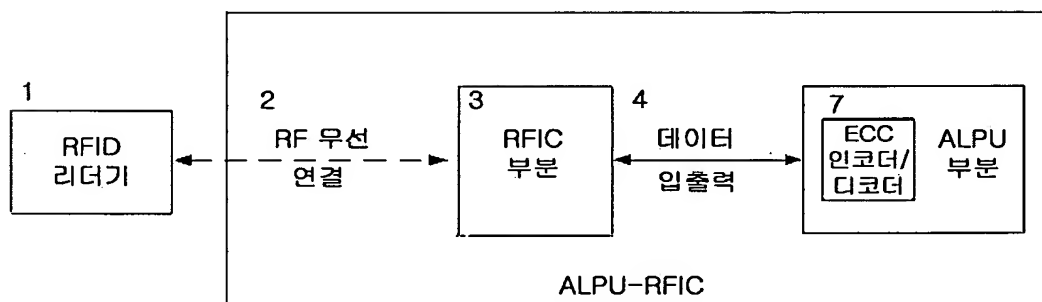 1
RFID
리더기
2
RF 무선
연결
3
RFIC
부분
4
데이터
입출력
7
ECC
인코더/
디코더
ALPU
부분
ALPU-RFIC